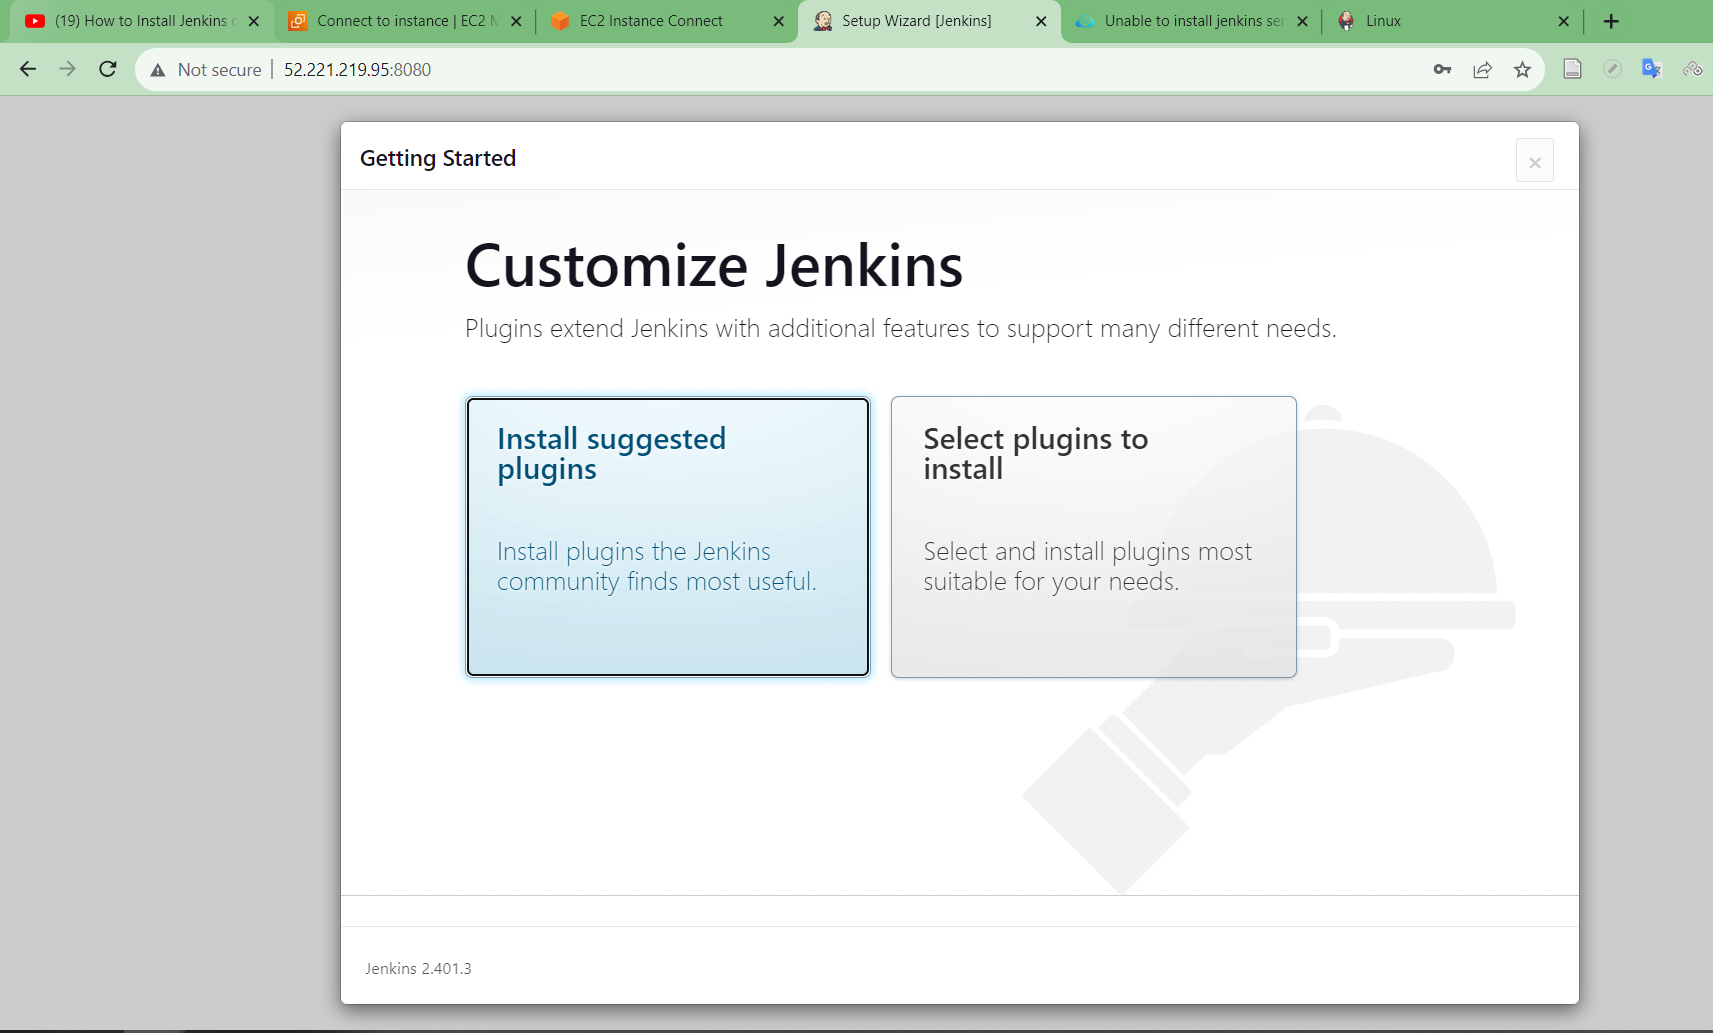 (19) How to Install Jenkins
Connect to instance | EC2
EC2 Instance Connect
Setup Wizard [Jenkins]
Unable to install jenkins
Linux
Not secure
52.221.219.95:8080
Getting Started
Customize Jenkins
Plugins extend Jenkins with additional features to support many different needs.
Install suggested
plugins
Install plugins the Jenkins
community finds most useful.
Select plugins to
install
Select and install plugins most
suitable for your needs.
Jenkins 2.401.3